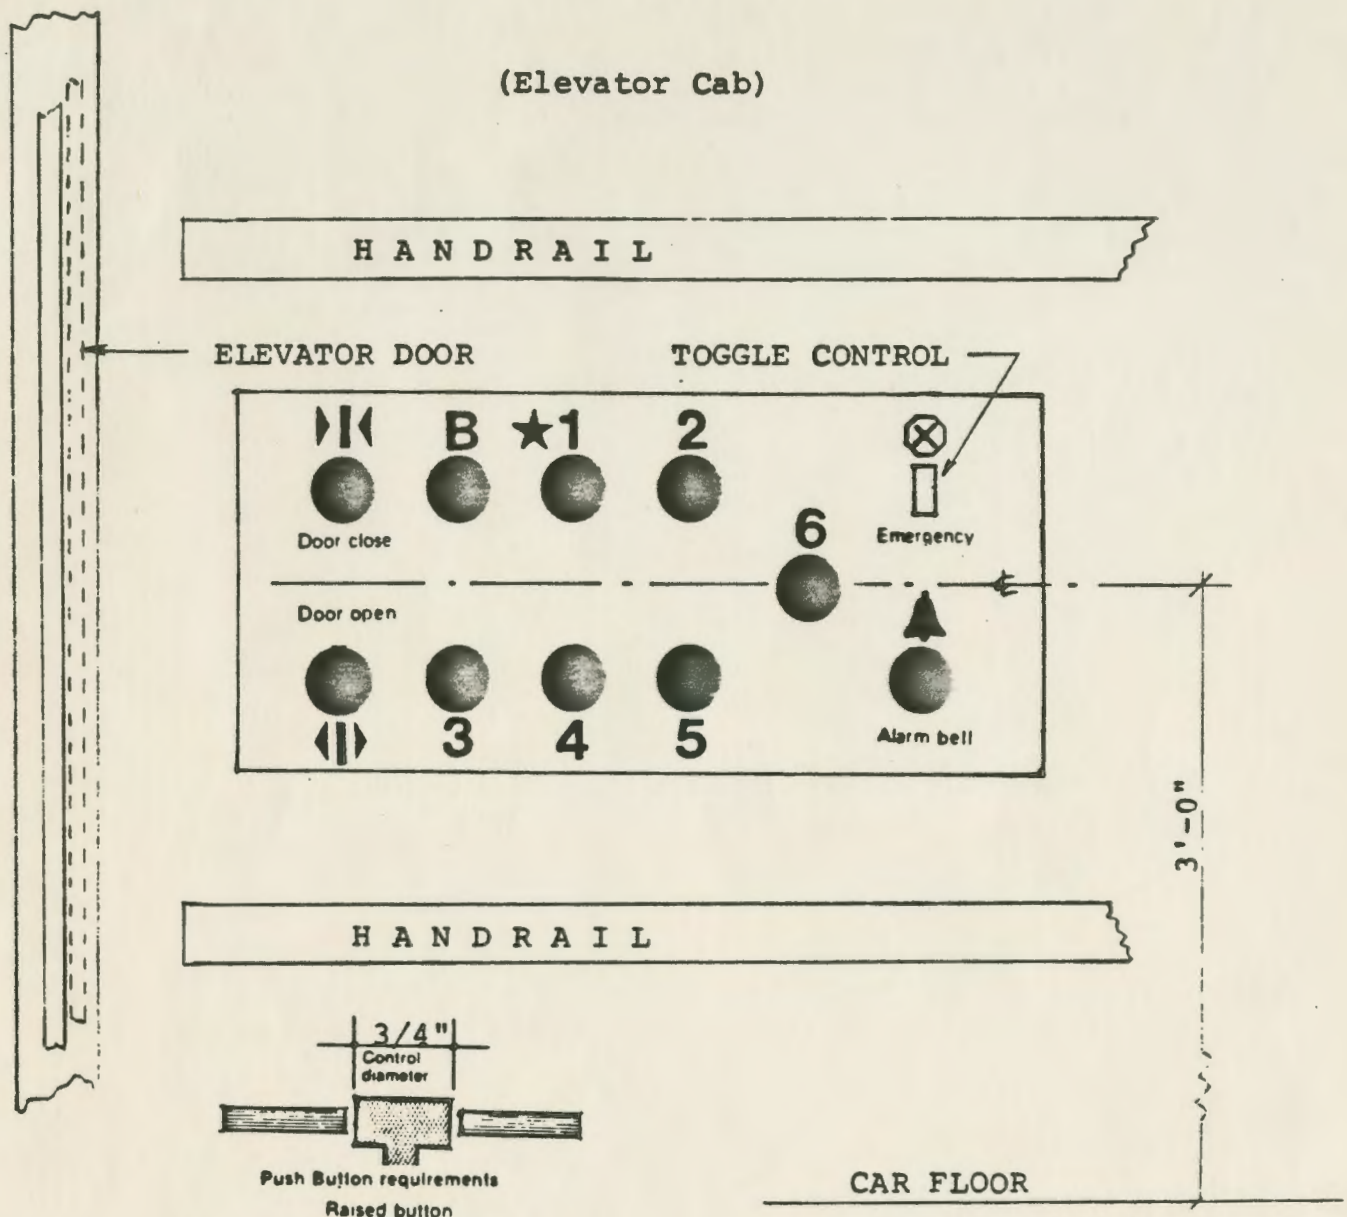 (Elevator Cab)
HANDRAIL
ELEVATOR DOOR TOGGLE CONTROL
B ★1 2
6
Door close Emergency
Door open
3 4 5
Alarm bell
3'-0"
HANDRAIL
3/4"
Control
diameter
Push Button requirements
Raised button
CAR FLOOR